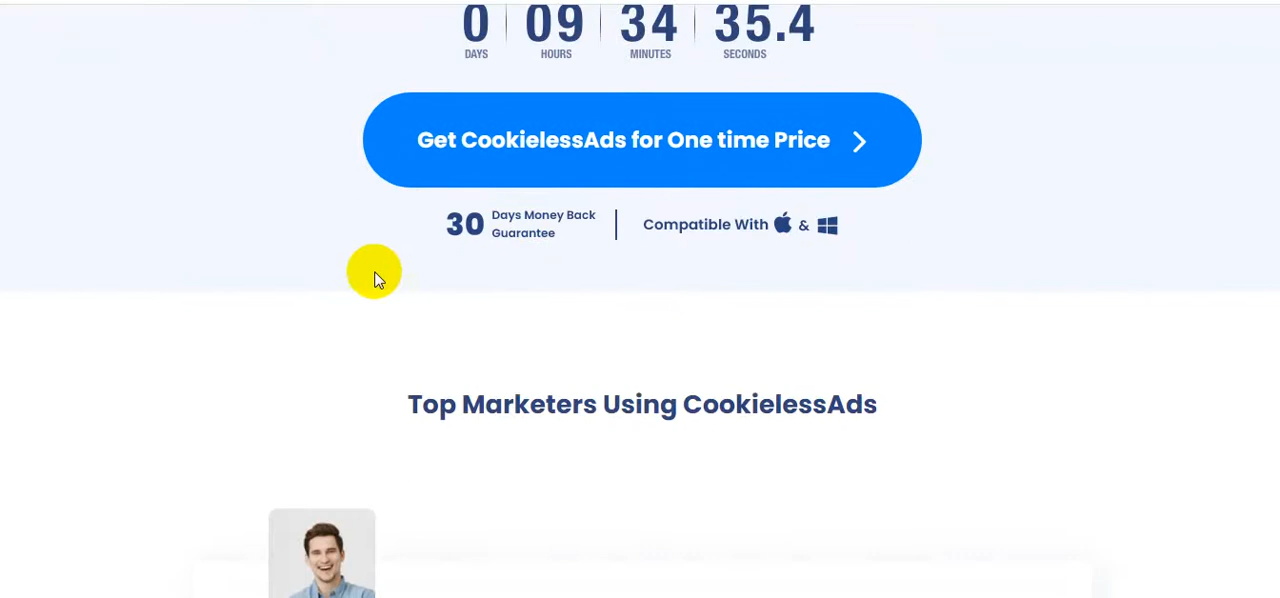 0 09 34 35.4
DAYS HOURS MINUTES SECONDS
Get CookielessAds for One time Price
30 Days Money Back
Guarantee
Compatible With &
Top Marketers Using CookielessAds